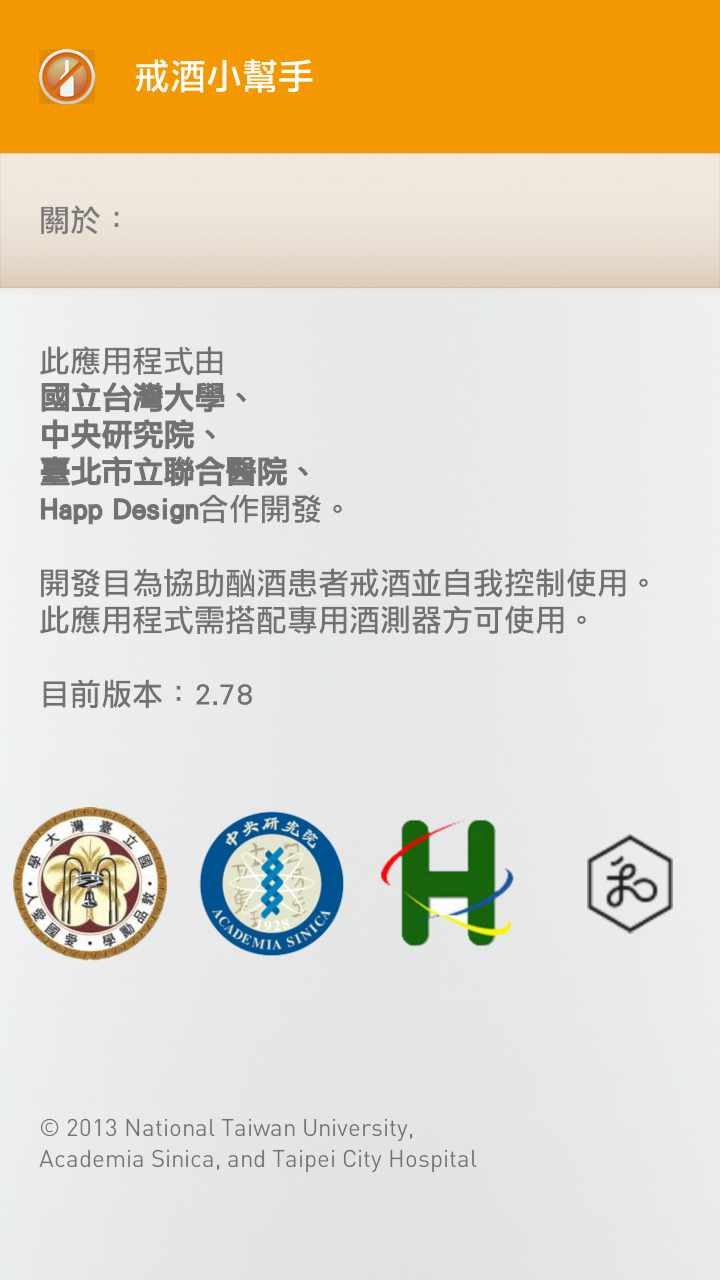 戒酒小幫手
關於：
此應用程式由
國立台灣大學、
中央研究院、
臺北市立聯合醫院、
Happ Design合作開發。
開發目為協助酗酒患者戒酒並自我控制使用。
此應用程式需搭配專用酒測器方可使用。
目前版本：2.78
國立臺灣大學
敦品勵學・愛國愛人
中央研究院
1928
ACADEMIA SINICA
H
© 2013 National Taiwan University,
Academia Sinica, and Taipei City Hospital